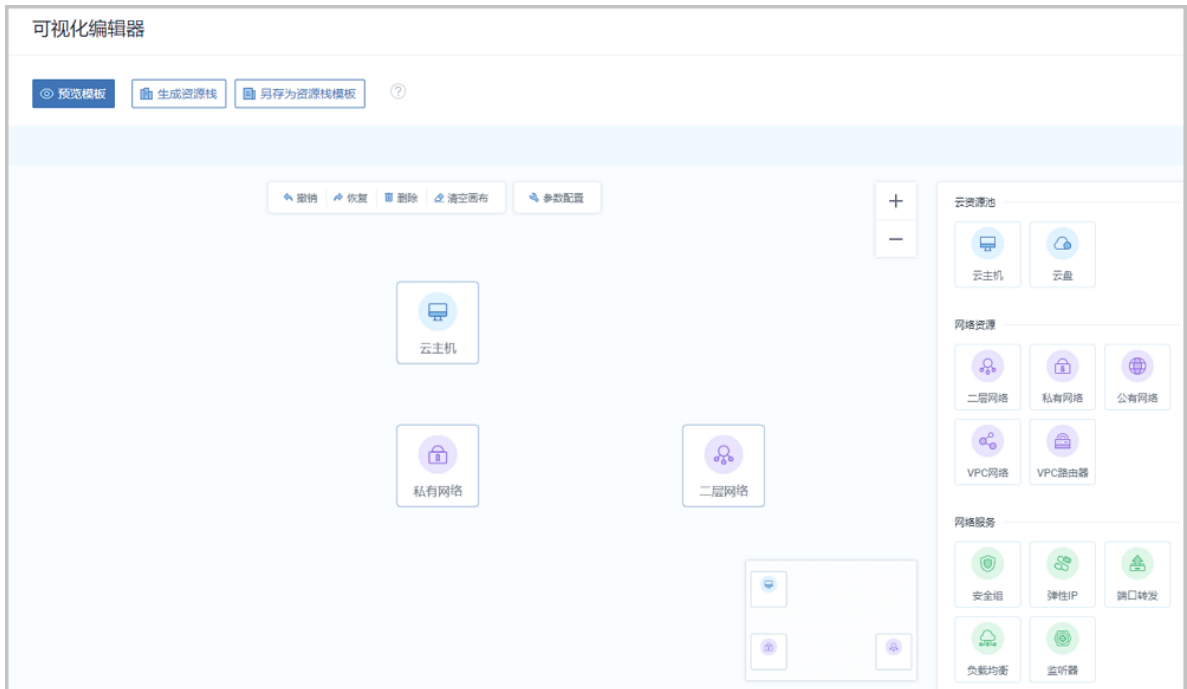 可视化编辑器
预览模板 生成资源栈 另存为资源栈模板 ?
撤销 恢复 删除 清空画布 参数配置
云资源池
云主机 云盘
云主机
网络资源
二层网络 私有网络 公有网络
VPC网络 VPC路由器
私有网络 二层网络
网络服务
安全组 弹性IP 端口转发
负载均衡 监听器